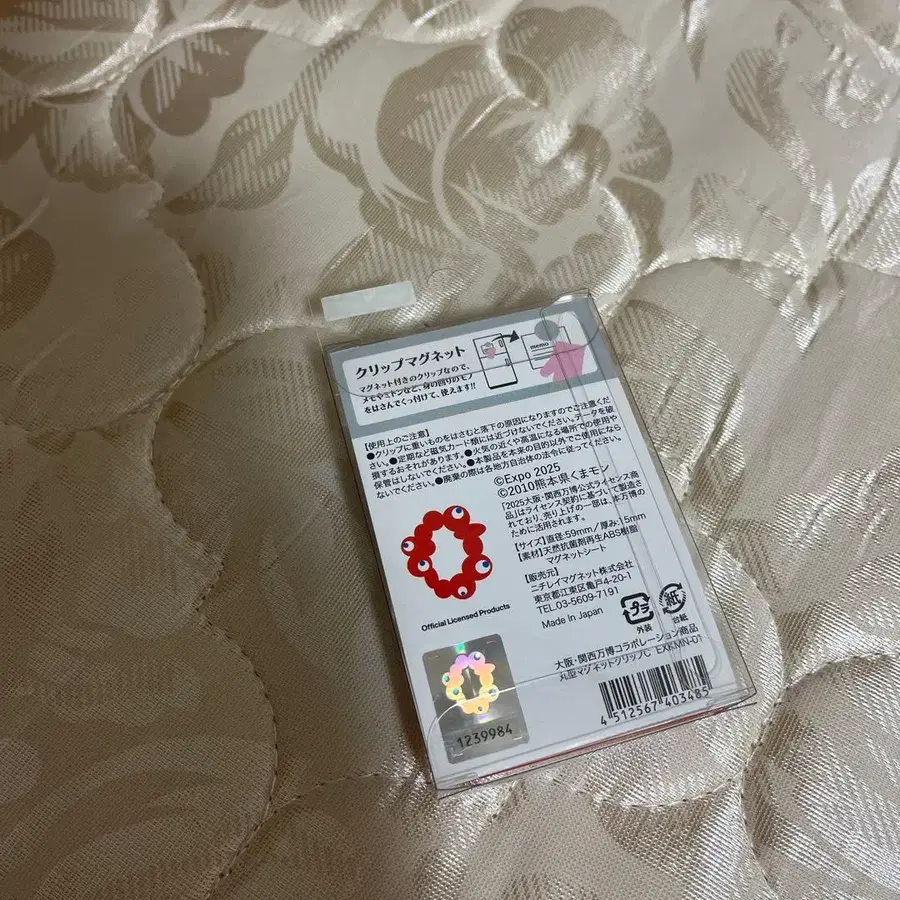 クリップマグネット
マグネット付きのクリップなので、
メモやミトンなど、身の回りのモノ
をはさんでくっ付けて、使えます!!
memo
【使用上のご注意】
●クリップに重いものをはさむと落下の原因になりますのでご注意くだ
さい。●定期など磁気カード類には近づけないでください。データを破
損するおそれがあります。●火気の近くや高温になる場所での使用や
保管はしないでください。●本製品を本来の目的以外でご使用になら
ないでください。●廃棄の際は各地方自治体の法令に従ってください。
©Expo 2025
©2010熊本県くまモン
「2025大阪・関西万博公式ライセンス商
品」はライセンス契約に基づいて製造さ
れており、売り上げの一部は、本万博の
ために活用されます。
【サイズ】直径:59mm/厚み:15mm
【素材】天然抗菌剤再生ABS樹脂
マグネットシート
【販売元】
ニチレイマグネット株式会社
東京都江東区亀戸4-20-1
TEL.03-5609-7191
Made in Japan
プラ
外装
紙
台紙
Official Licensed Products
大阪・関西万博コラボレーション商品
丸型マグネットクリップC EXKMN-01
4 512567 403485
1239984